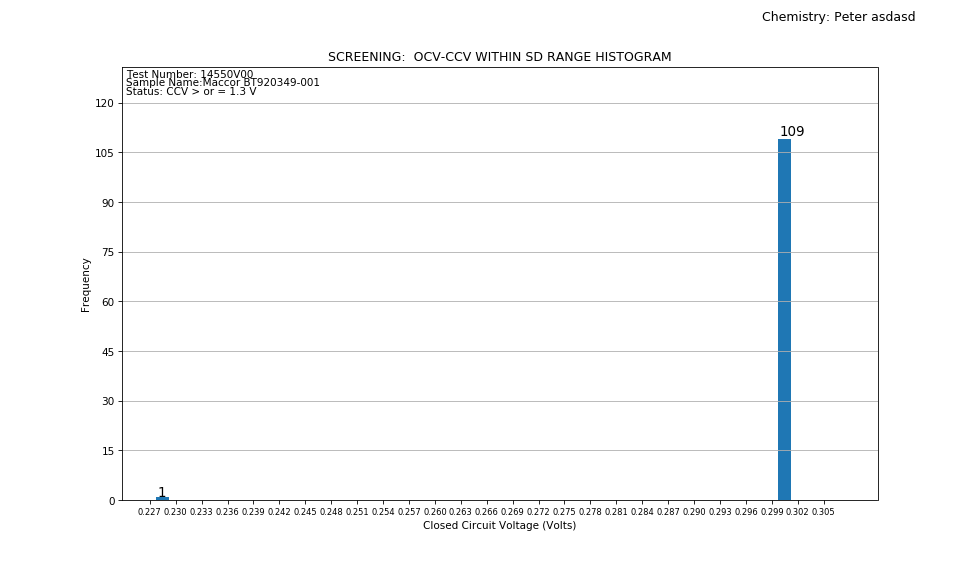 Chemistry: Peter asdasd
SCREENING:  OCV-CCV WITHIN SD RANGE HISTOGRAM
Test Number: 14550V00
Sample Name:Maccor BT920349-001
Status: CCV > or = 1.3 V
120
105
90
75
60
45
30
15
0
Frequency
109
1
0.227 0.230 0.233 0.236 0.239 0.242 0.245 0.248 0.251 0.254 0.257 0.260 0.263 0.266 0.269 0.272 0.275 0.278 0.281 0.284 0.287 0.290 0.293 0.296 0.299 0.302 0.305
Closed Circuit Voltage (Volts)